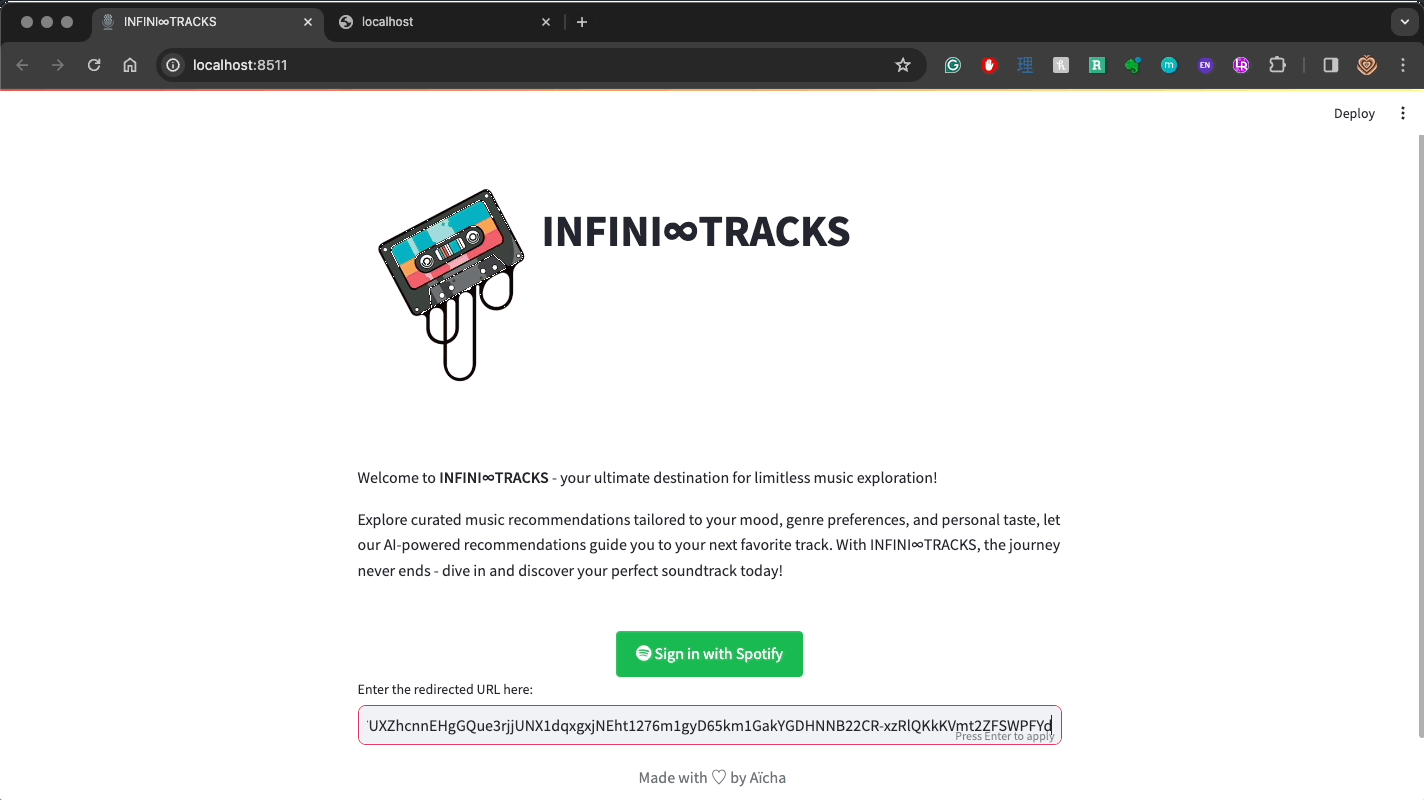 INFINI∞TRACKS
localhost
localhost:8511
EN
Deploy
INFINI∞TRACKS
Welcome to INFINI∞TRACKS - your ultimate destination for limitless music exploration!
Explore curated music recommendations tailored to your mood, genre preferences, and personal taste, let
our AI-powered recommendations guide you to your next favorite track. With INFINI∞TRACKS, the journey
never ends - dive in and discover your perfect soundtrack today!
Sign in with Spotify
Enter the redirected URL here:
UXZhcnnEHgGQue3rjjUNX1dqxgxjNEht1276m1gyD65km1GakYGDHNNB22CR-xzRlQKkKVmt2ZFSWPFYd
Press Enter to apply
Made with ♡ by Aïcha